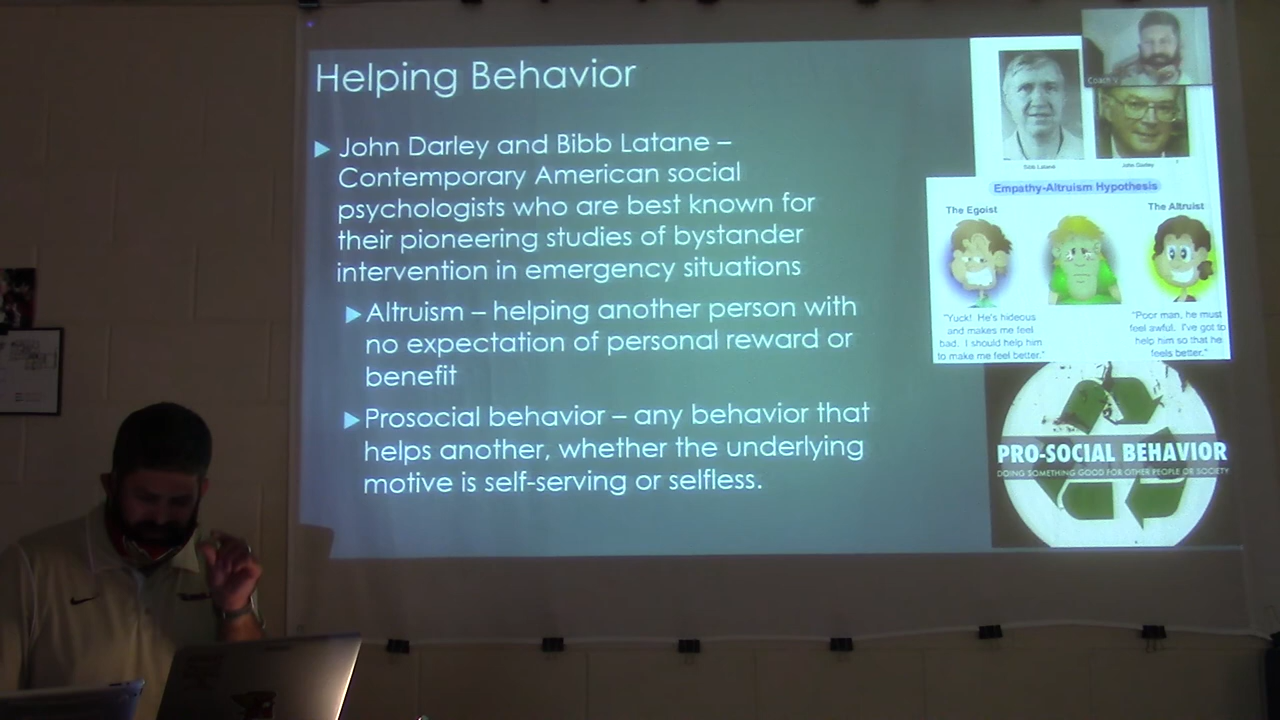 Helping Behavior
John Darley and Bibb Latane –
Contemporary American social
psychologists who are best known for
their pioneering studies of bystander
intervention in emergency situations
Altruism – helping another person with
no expectation of personal reward or
benefit
Prosocial behavior – any behavior that
helps another, whether the underlying
motive is self-serving or selfless.
Coach
Bibb Latané
John Darley
Empathy-Altruism Hypothesis
The Egoist
The Altruist
"Yuck! He's hideous
and makes me feel
bad. I should help him
to make me feel better."
"Poor man, he must
feel awful. I've got to
help him so that he
feels better."
PRO-SOCIAL BEHAVIOR
DOING SOMETHING GOOD FOR OTHER PEOPLE OR SOCIETY